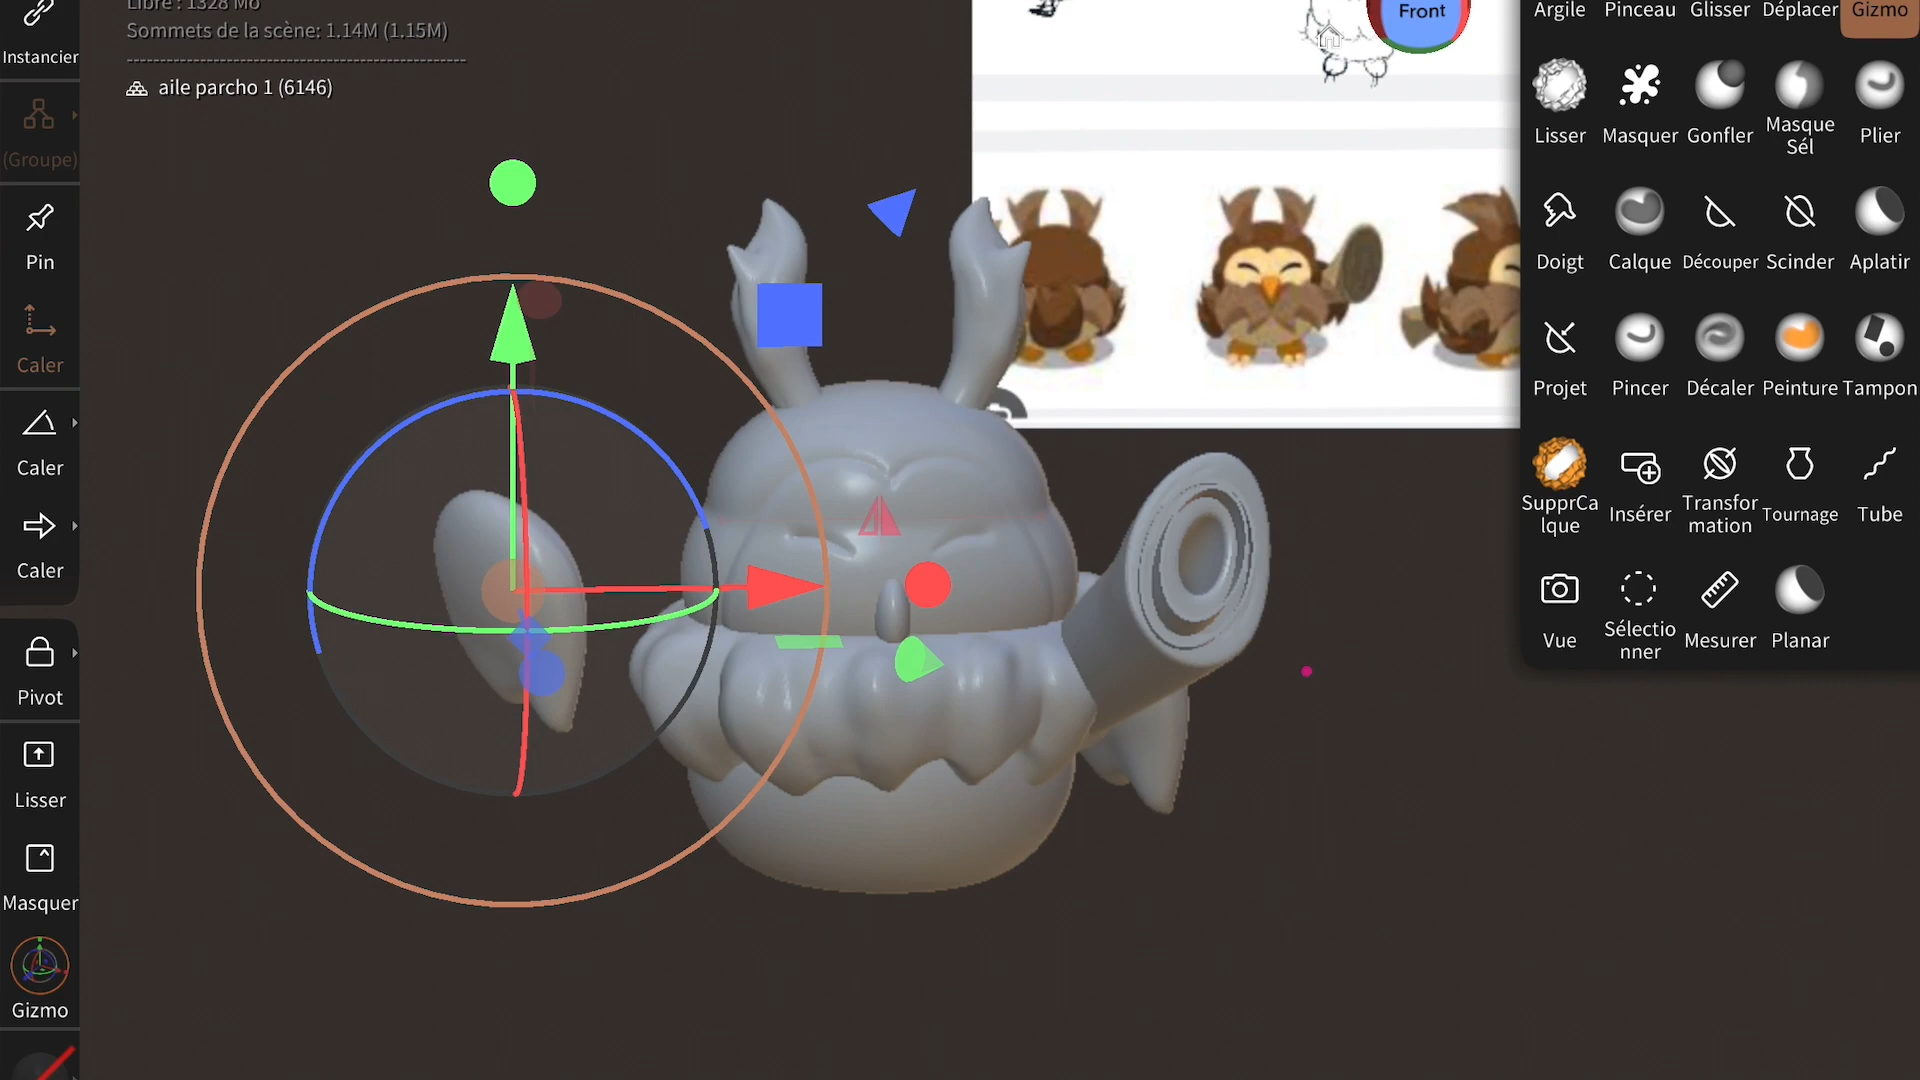 Libre : 1328 Mo
Sommets de la scène: 1.14M (1.15M)
aile parcho 1 (6146)
Instancier
(Groupe)
Pin
Caler
Caler
Caler
Pivot
Lisser
Masquer
Gizmo
Front
Argile Pinceau Glisser Déplacer Gizmo
Lisser Masquer Gonfler Masque Sél Plier
Doigt Calque Découper Scinder Aplatir
Projet Pincer Décaler Peinture Tampon
SupprCa
lque Insérer Transfor
mation Tournage Tube
Vue Sélectio
nner Mesurer Planar